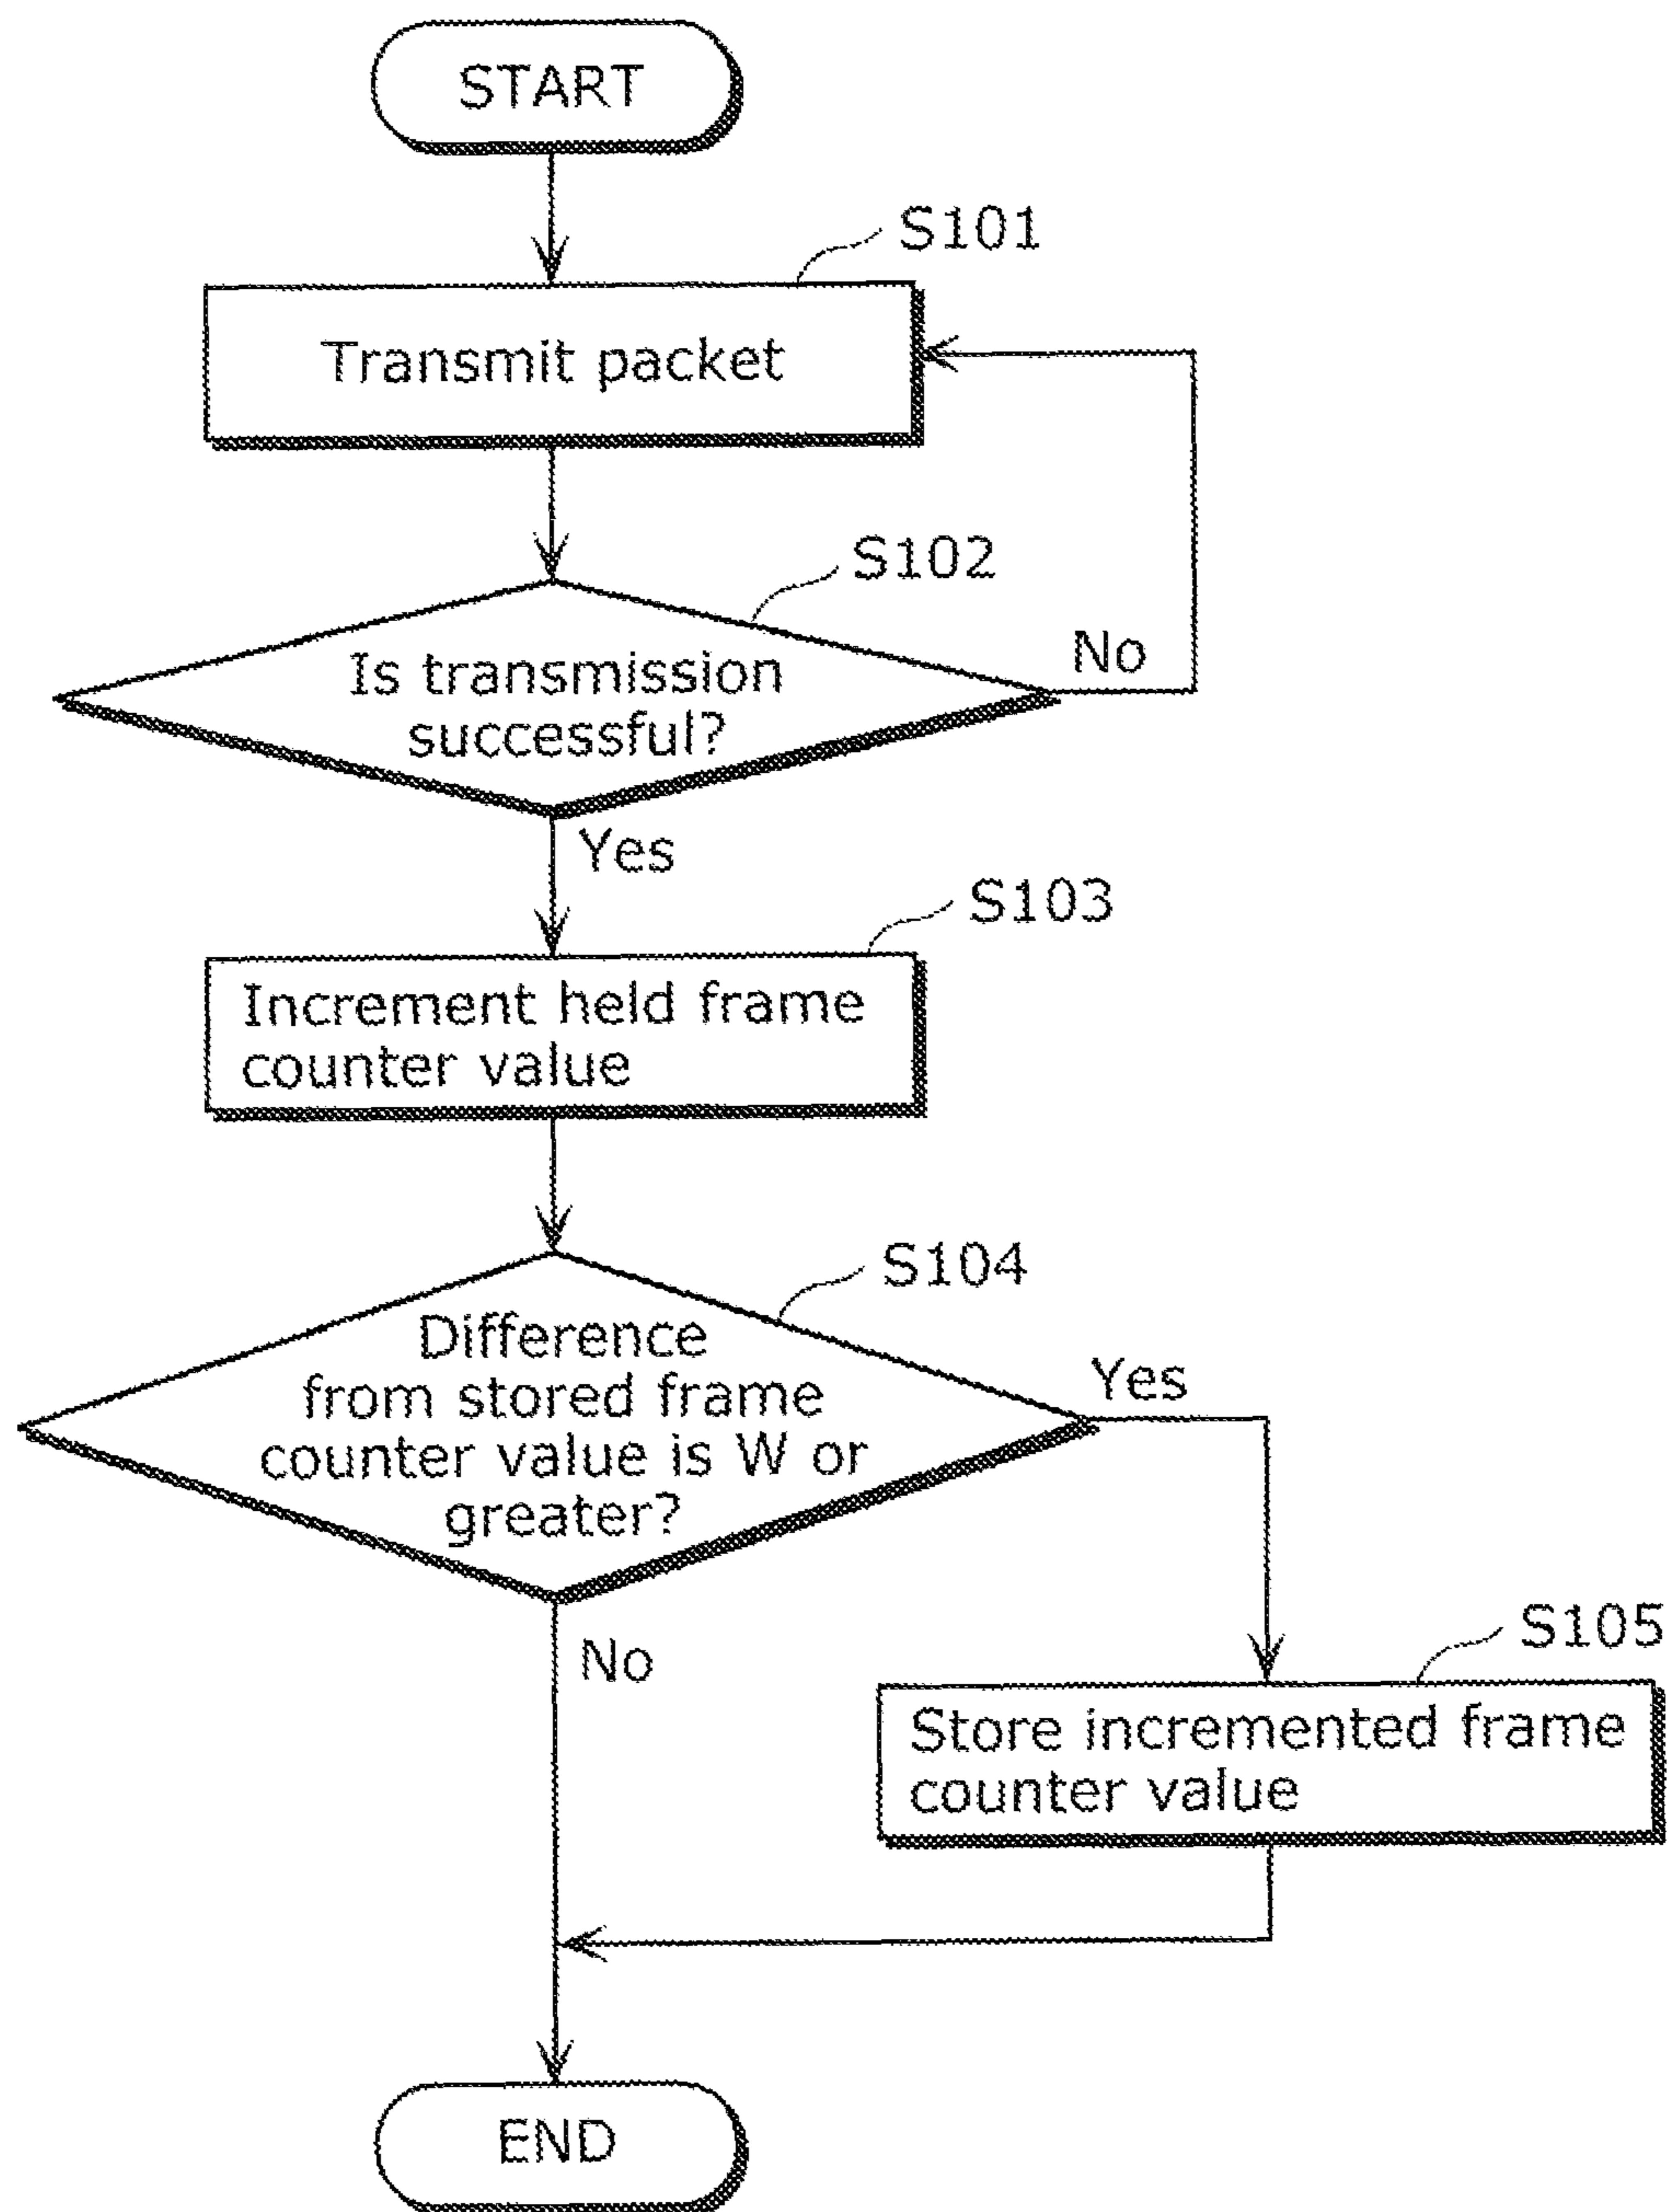 START
S101
Transmit packet
S102
Is transmission
successful?
No
Yes
S103
Increment held frame
counter value
S104
Difference
from stored frame
counter value is W or
greater?
Yes
No
S105
Store incremented frame
counter value
END